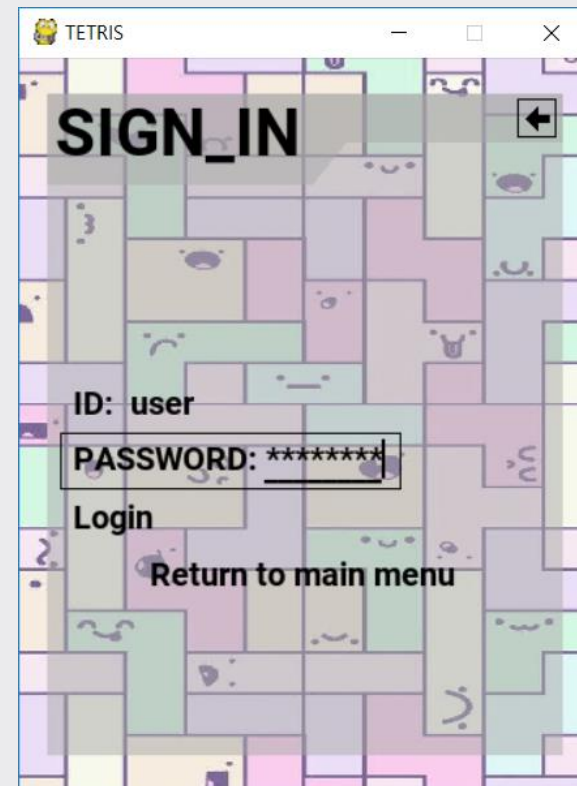 TETRIS
SIGN_IN
ID: user
PASSWORD: ********
Login
Return to main menu